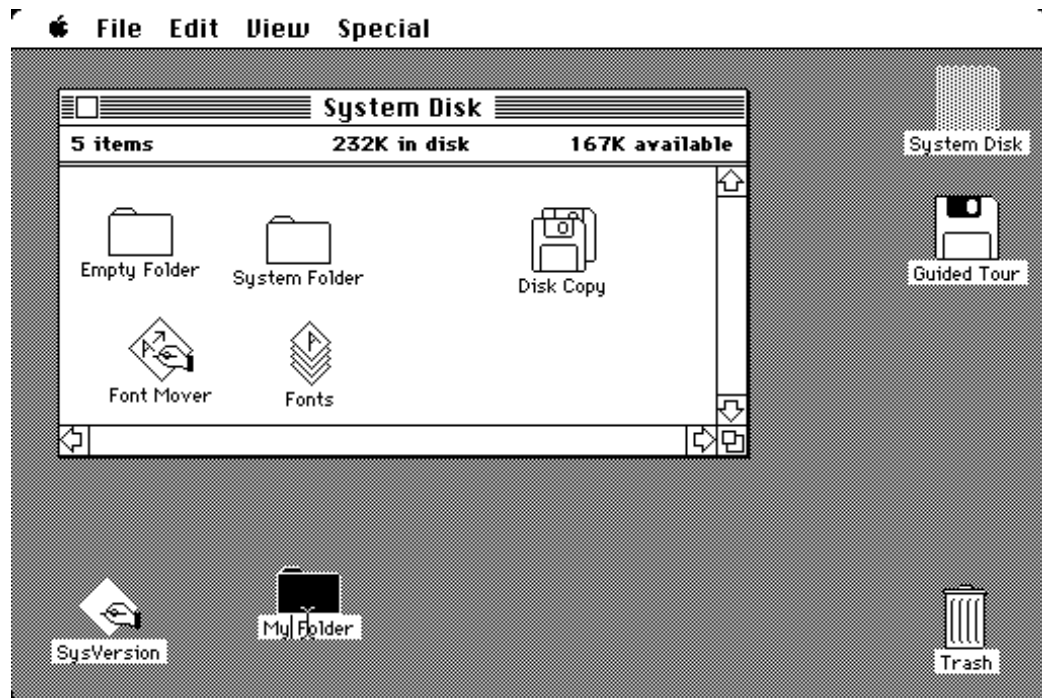 File Edit View Special
System Disk
5 items 232K in disk 167K available
System Disk
Empty Folder
System Folder
Disk Copy
Guided Tour
Font Mover
Fonts
My Folder
SysVersion
Trash